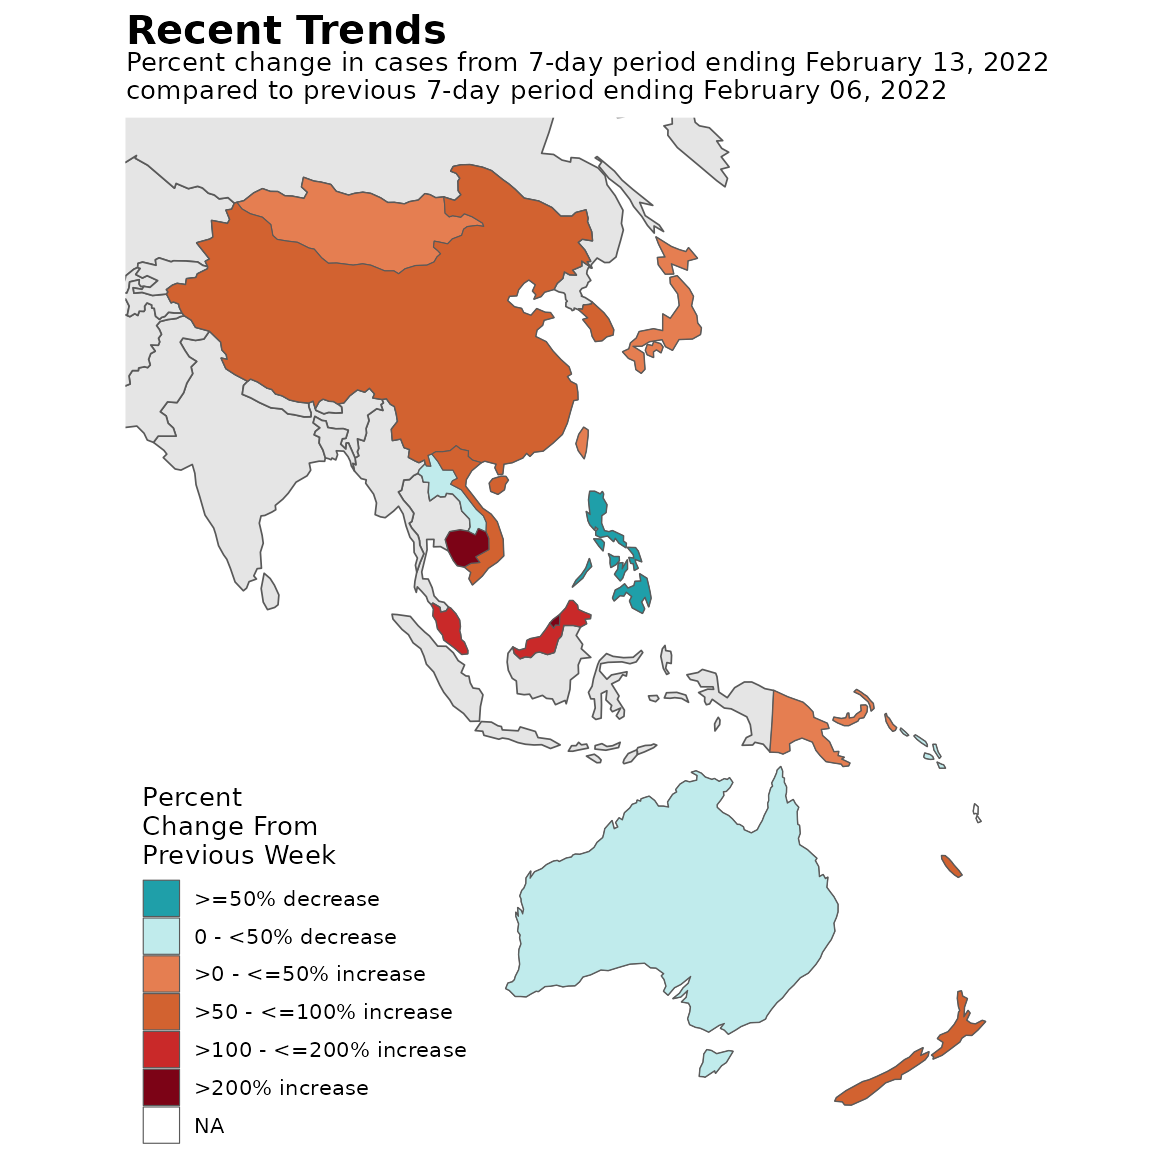 Recent Trends
Percent change in cases from 7-day period ending February 13, 2022
compared to previous 7-day period ending February 06, 2022
Percent
Change From
Previous Week
>=50% decrease
0 - <50% decrease
>0 - <=50% increase
>50 - <=100% increase
>100 - <=200% increase
>200% increase
NA